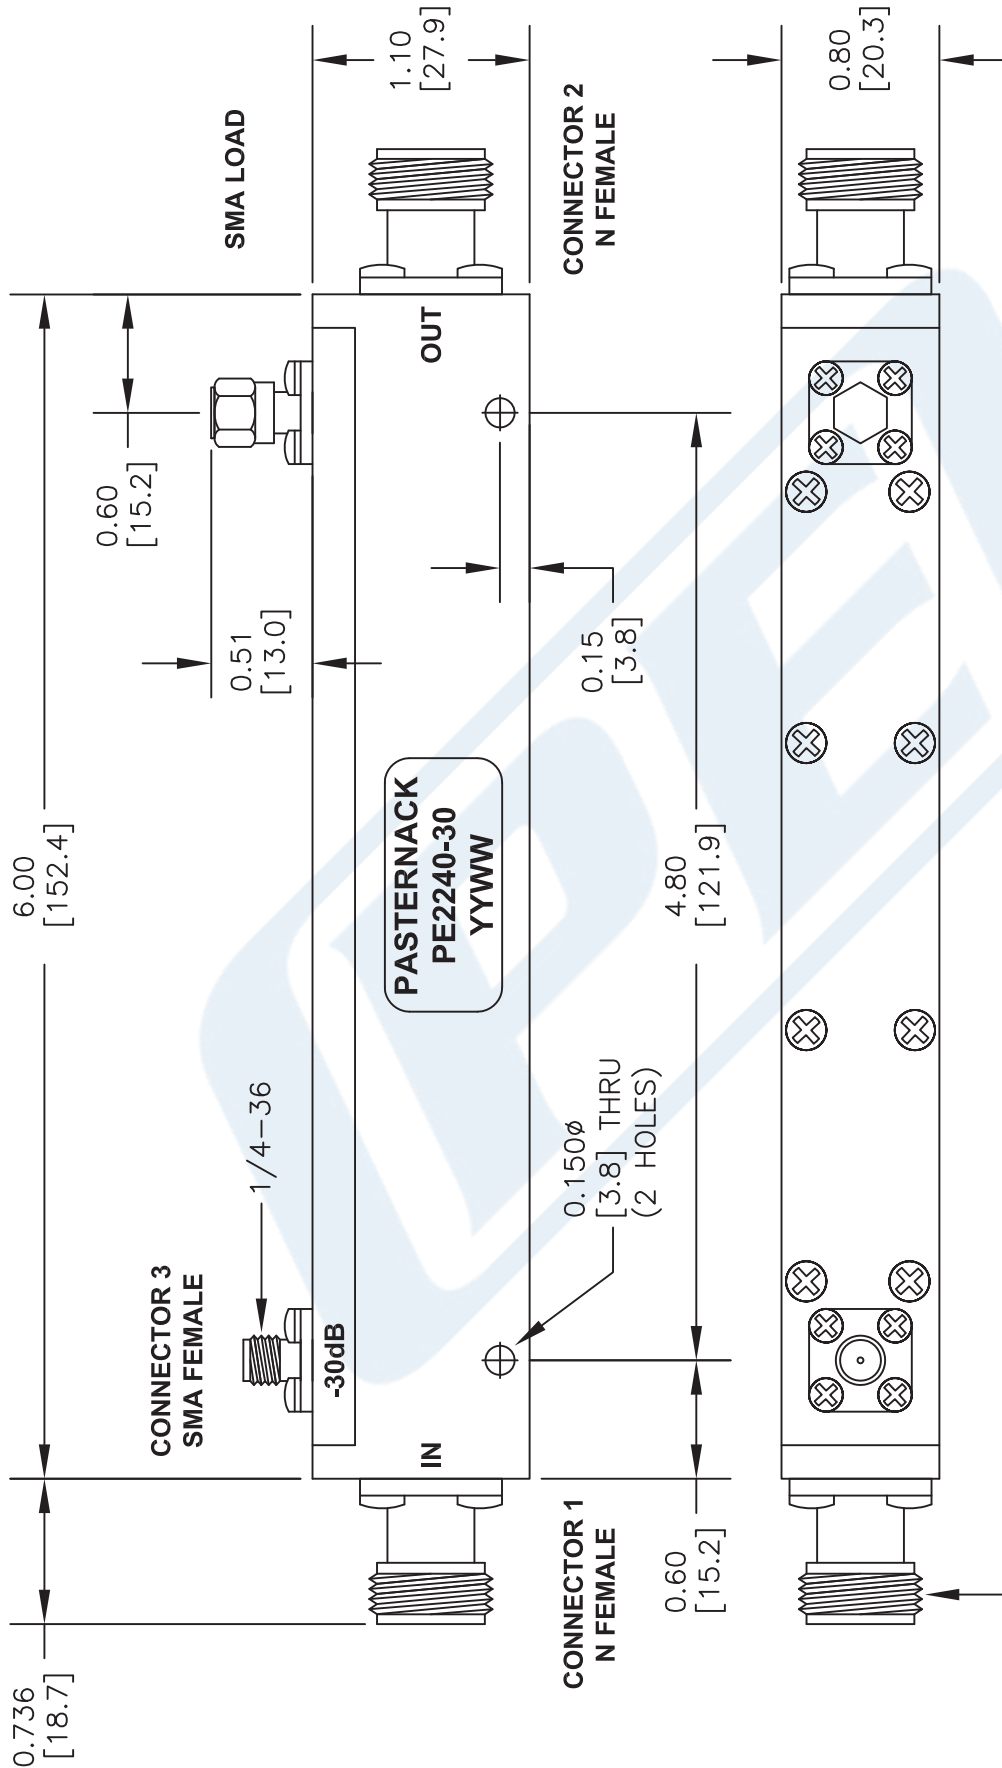 0.736
[18.7]
6.00
[152.4]
0.60
[15.2]
CONNECTOR 3
SMA FEMALE
1/4-36
0.51
[13.0]
SMA LOAD
-30dB
IN
PASTERNACK
PE2240-30
YYWW
OUT
1.10
[27.9]
CONNECTOR 1
N FEMALE
0.150ø
[3.8] THRU
(2 HOLES)
0.15
[3.8]
CONNECTOR 2
N FEMALE
0.60
[15.2]
4.80
[121.9]
0.80
[20.3]
PE